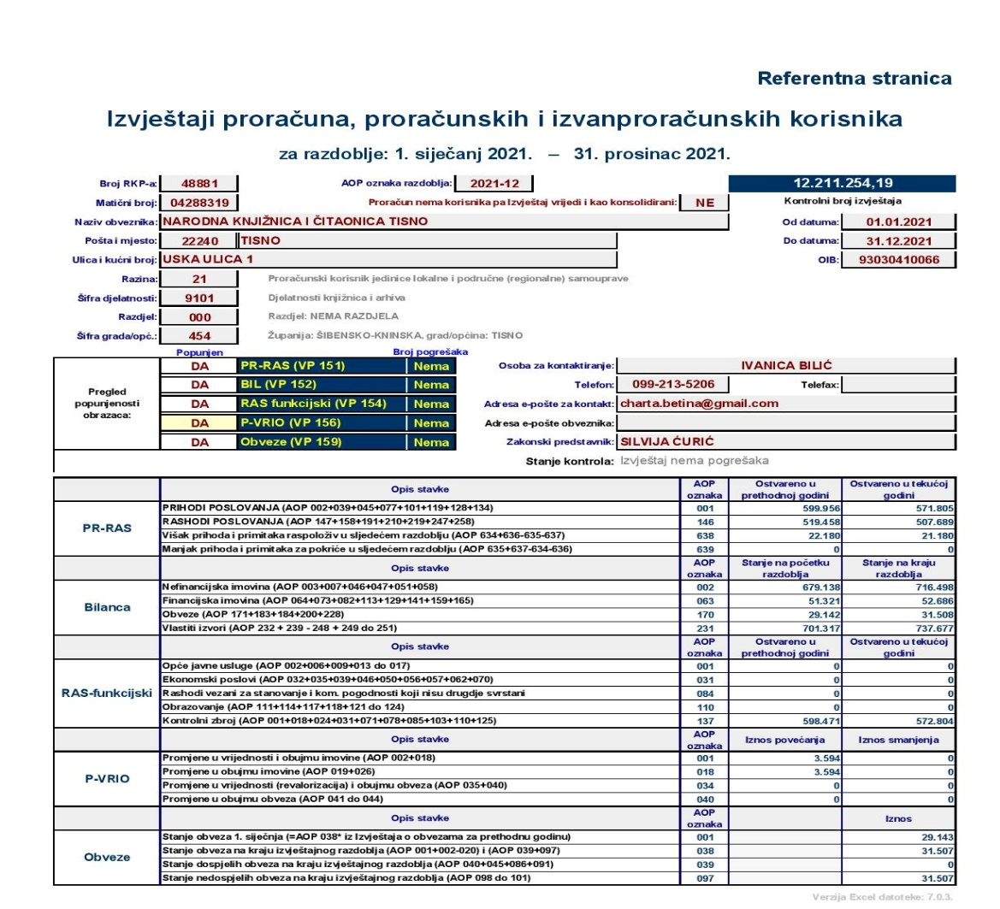 Referentna stranica
Izvještaji proračuna, proračunskih i izvanproračunskih korisnika
za razdoblje: 1. siječanj 2021. – 31. prosinac 2021.
Broj RKP-a: 48881 AOP oznaka razdoblja: 2021-12 12.211.254,19
Matični broj: 04288319 Proračun nema korisnika pa Izvještaj vrijedi i kao konsolidirani: NE Kontrolni broj izvještaja
Naziv obveznika: NARODNA KNJIŽNICA I ČITAONICA TISNO Od datuma: 01.01.2021
Pošta i mjesto: 22240 TISNO Do datuma: 31.12.2021
Ulica i kućni broj: USKA ULICA 1 OIB: 93030410066
Razina: 21 Proračunski korisnik jedinice lokalne i područne (regionalne) samouprave
Šifra djelatnosti: 9101 Djelatnosti knjižnica i arhiva
Razdjel: 000 Razdjel: NEMA RAZDJELA
Šifra grada/opć.: 454 Županija: ŠIBENSKO-KNINSKA, grad/općina: TISNO
Popunjen Broj pogrešaka
Pregled popunjenosti obrazaca:
DA PR-RAS (VP 151) Nema Osoba za kontaktiranje: IVANICA BILIĆ
DA BIL (VP 152) Nema Telefon: 099-213-5206 Telefax:
DA RAS funkcijski (VP 154) Nema Adresa e-pošte za kontakt: charta.betina@gmail.com
DA P-VRIO (VP 156) Nema Adresa e-pošte obveznika:
DA Obveze (VP 159) Nema Zakonski predstavnik: SILVIJA ĆURIĆ
Stanje kontrola: Izvještaj nema pogrešaka
Opis stavke AOP oznaka Ostvareno u prethodnoj godini Ostvareno u tekućoj godini
PR-RAS
PRIHODI POSLOVANJA (AOP 002+039+045+077+101+119+128+134) 001 599.956 571.805
RASHODI POSLOVANJA (AOP 147+158+191+210+219+247+258) 146 519.458 507.689
Višak prihoda i primitaka raspoloživ u sljedećem razdoblju (AOP 634+636-635-637) 638 22.180 21.180
Manjak prihoda i primitaka za pokriće u sljedećem razdoblju (AOP 635+637-634-636) 639 0 0
Opis stavke AOP oznaka Stanje na početku razdoblja Stanje na kraju razdoblja
Bilanca
Nefinancijska imovina (AOP 003+007+046+047+051+058) 002 679.138 716.498
Financijska imovina (AOP 064+073+082+113+129+141+159+165) 063 51.321 52.686
Obveze (AOP 171+183+184+200+228) 170 29.142 31.508
Vlastiti izvori (AOP 232 + 239 - 248 + 249 do 251) 231 701.317 737.677
Opis stavke AOP oznaka Ostvareno u prethodnoj godini Ostvareno u tekućoj godini
RAS-funkcijski
Opće javne usluge (AOP 002+006+009+013 do 017) 001 0 0
Ekonomski poslovi (AOP 032+035+039+046+050+056+057+062+070) 031 0 0
Rashodi vezani za stanovanje i kom. pogodnosti koji nisu drugdje svrstani 084 0 0
Obrazovanje (AOP 111+114+117+118+121 do 124) 110 0 0
Kontrolni zbroj (AOP 001+018+024+031+071+078+085+103+110+125) 137 598.471 572.804
Opis stavke AOP oznaka Iznos povećanja Iznos smanjenja
P-VRIO
Promjene u vrijednosti i obujmu imovine (AOP 002+018) 001 3.594 0
Promjene u obujmu imovine (AOP 019+026) 018 3.594 0
Promjene u vrijednosti (revalorizacija) i obujmu obveza (AOP 035+040) 034 0 0
Promjene u obujmu obveza (AOP 041 do 044) 040 0 0
Opis stavke AOP oznaka Iznos
Obveze
Stanje obveza 1. siječnja (=AOP 038* iz Izvještaja o obvezama za prethodnu godinu) 001 29.143
Stanje obveza na kraju izvještajnog razdoblja (AOP 001+002-020) i (AOP 039+097) 038 31.507
Stanje dospjelih obveza na kraju izvještajnog razdoblja (AOP 040+045+086+091) 039 0
Stanje nedospjelih obveza na kraju izvještajnog razdoblja (AOP 098 do 101) 097 31.507
Verzija Excel datoteke: 7.0.3.